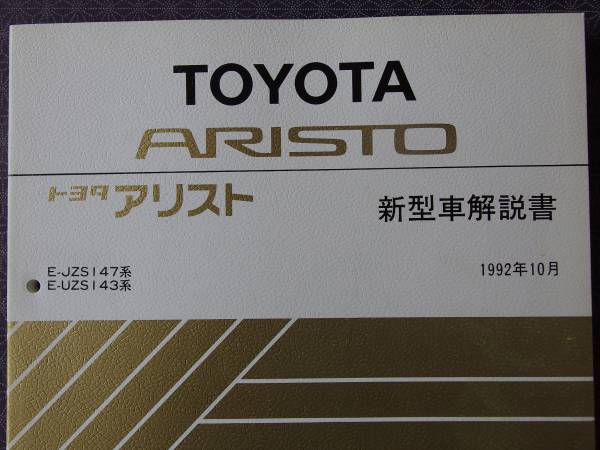 TOYOTA
ARISTO
トヨタ アリスト
新型車解説書
E-JZS147系
E-UZS143系
1992年10月